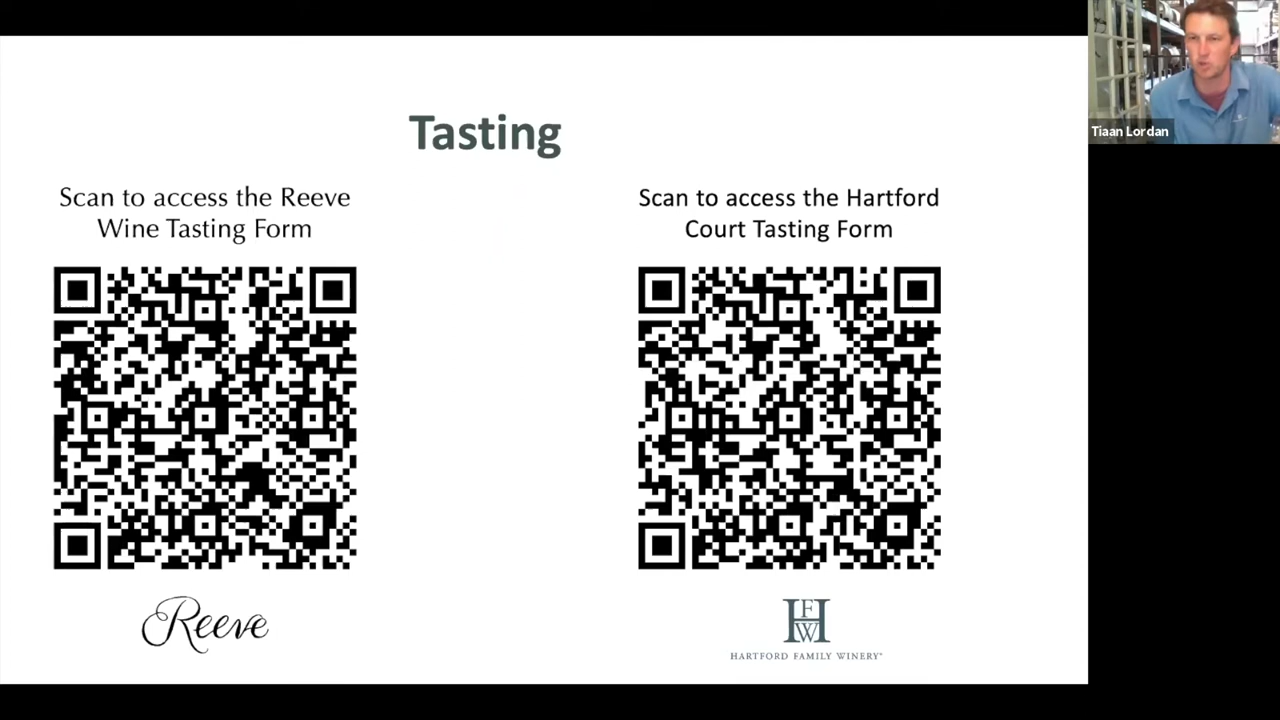 Tasting
Scan to access the Reeve
Wine Tasting Form
Scan to access the Hartford
Court Tasting Form
Reeve
HFW
HARTFORD FAMILY WINERY®
Tiaan Lordan